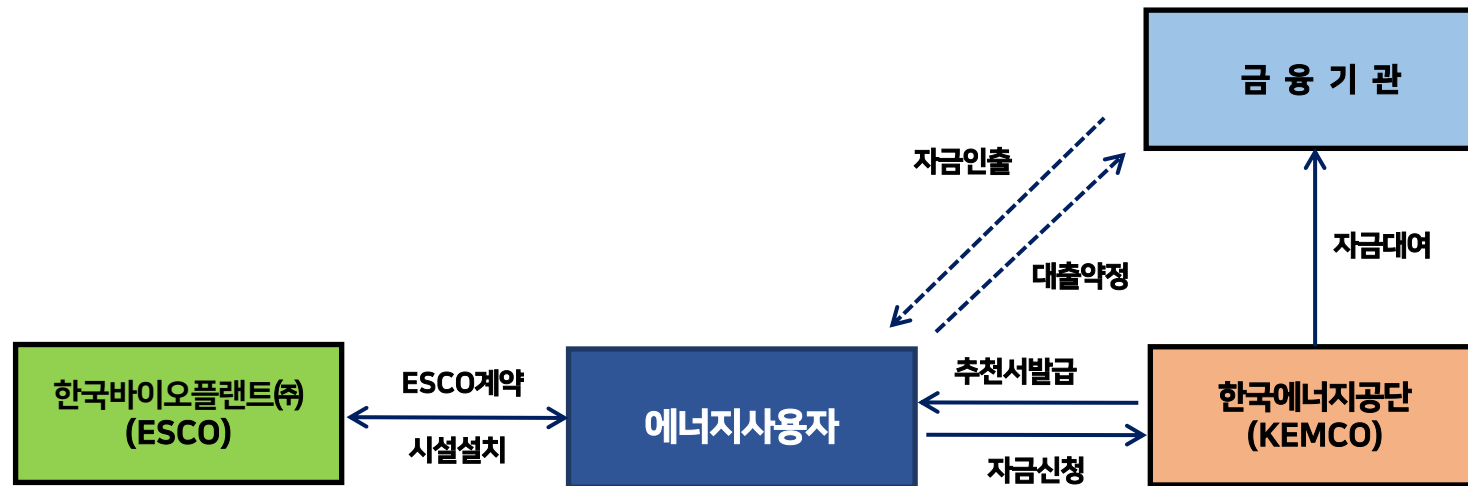 금 융 기 관
자금인출
자금대여
대출약정
추천서발급
ESCO계약
한국바이오플랜트㈜
(ESCO)
에너지사용자
한국에너지공단
(KEMCO)
시설설치
자금신청